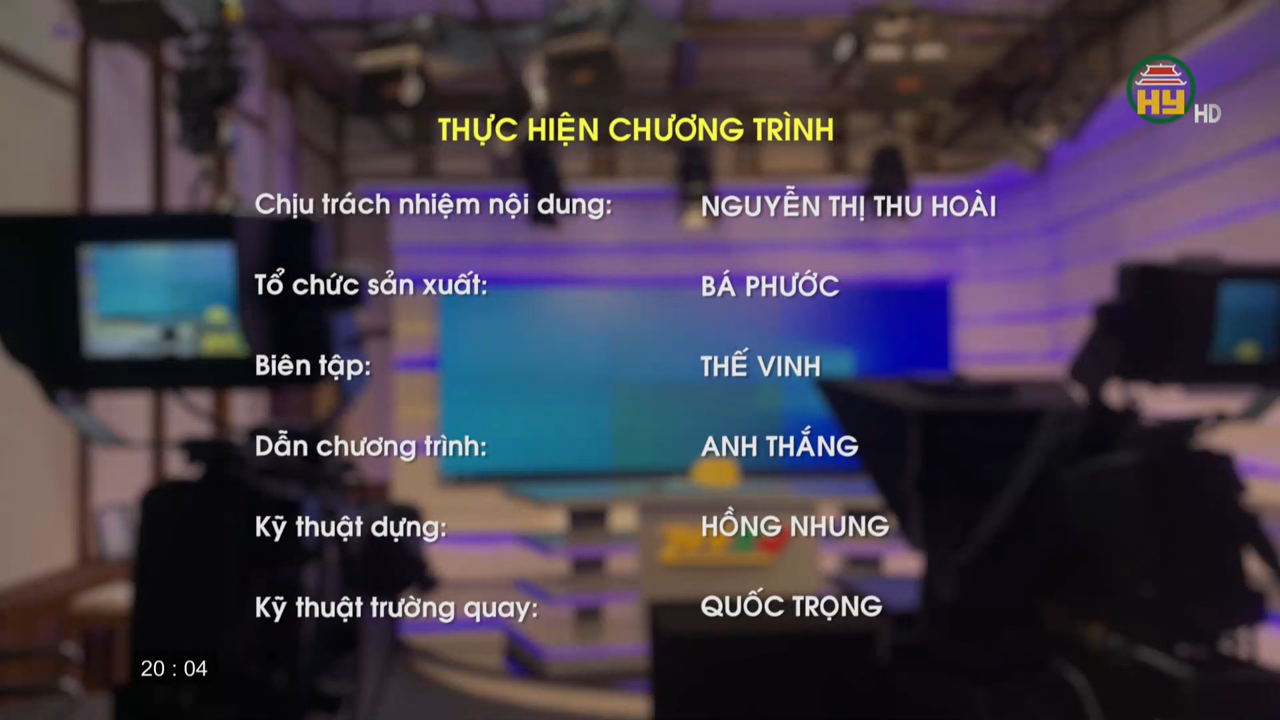 HY HD
THỰC HIỆN CHƯƠNG TRÌNH
Chịu trách nhiệm nội dung: NGUYỄN THỊ THU HOÀI
Tổ chức sản xuất: BÁ PHƯỚC
Biên tập: THẾ VINH
Dẫn chương trình: ANH THẮNG
Kỹ thuật dựng: HỒNG NHUNG
Kỹ thuật trường quay: QUỐC TRỌNG
20 : 04